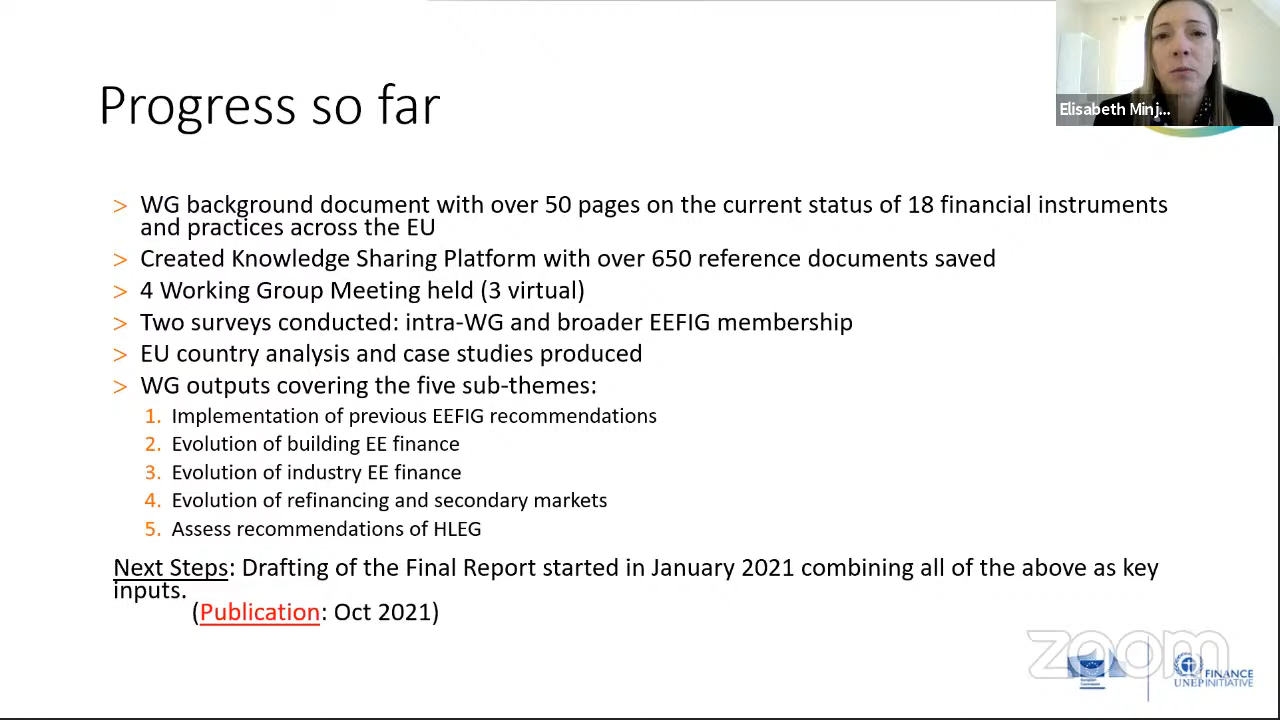 Elisabeth Minj...
Progress so far
> WG background document with over 50 pages on the current status of 18 financial instruments
and practices across the EU
> Created Knowledge Sharing Platform with over 650 reference documents saved
> 4 Working Group Meeting held (3 virtual)
> Two surveys conducted: intra-WG and broader EEFIG membership
> EU country analysis and case studies produced
> WG outputs covering the five sub-themes:
1. Implementation of previous EEFIG recommendations
2. Evolution of building EE finance
3. Evolution of industry EE finance
4. Evolution of refinancing and secondary markets
5. Assess recommendations of HLEG
Next Steps: Drafting of the Final Report started in January 2021 combining all of the above as key
inputs.
(Publication: Oct 2021)
zoom
European
Commission
FINANCE
UNEP INITIATIVE